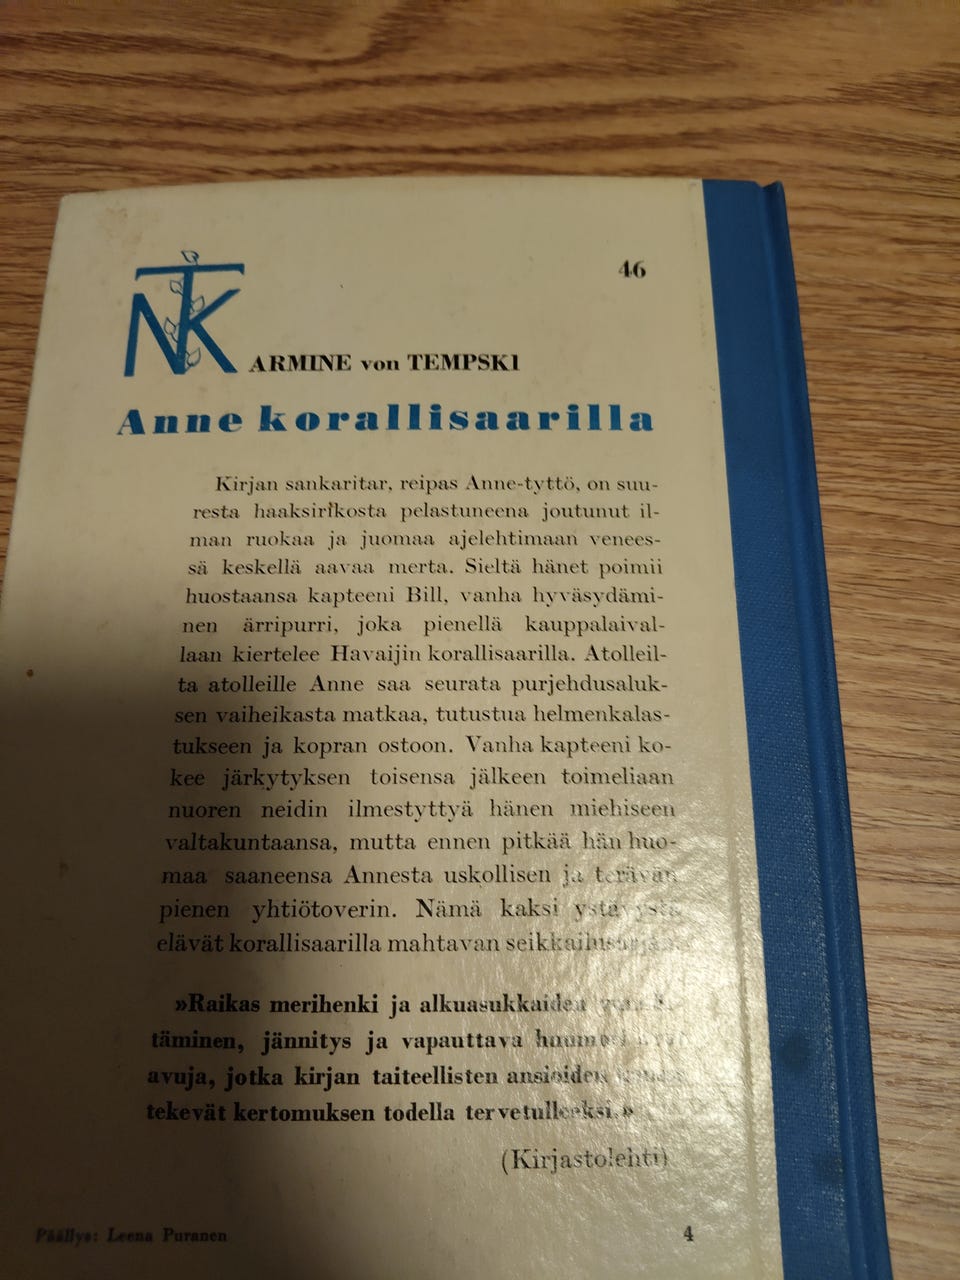 NTK
46
ARMINE von TEMPSKI
Anne korallisaarilla
Kirjan sankaritar, reipas Anne-tyttö, on suu-
resta haaksirikosta pelastuneena joutunut il-
man ruokaa ja juomaa ajelehtimaan venees-
sä keskellä aavaa merta. Sieltä hänet poimii
huostaansa kapteeni Bill, vanha hyväsydämi-
nen ärripurri, joka pienellä kauppalaival-
laan kiertelee Havaijin korallisaarilla. Atolleil-
ta atolleille Anne saa seurata purjehdusaluk-
sen vaiheikasta matkaa, tutustua helmenkalas-
tukseen ja kopran ostoon. Vanha kapteeni ko-
kee järkytyksen toisensa jälkeen toimeliaan
nuoren neidin ilmestyttyä hänen miehiseen
valtakuntaansa, mutta ennen pitkää hän huo-
maa saaneensa Annesta uskollisen ja terävän
pienen yhtiötoverin. Nämä kaksi ystävystä
elävät korallisaarilla mahtavan
»Raikas merihenki ja alkuasukkaiden
täminen, jännitys ja vapauttava
avuja, jotka kirjan taiteellisten ansioiden
tekevät kertomuksen todella tervetulleeksi.»
(Kirjastolehti)
Päällys: Leena Puranen
4